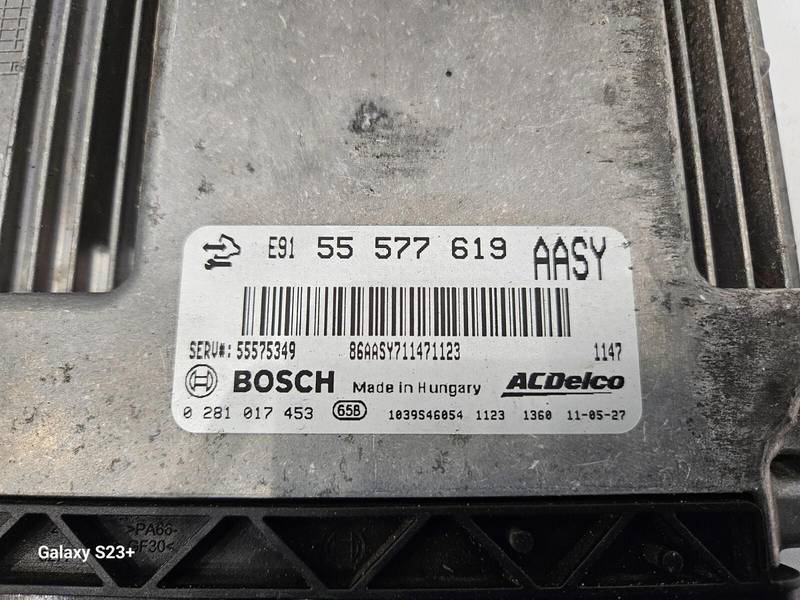 E91 55 577 619 AASY
SERV#: 55575349 86AASY711471123 1147
BOSCH Made in Hungary ACDelco
0 281 017 453 65B 1039S46054 1123 1360 11-05-27
>PA66-
GF30<
Galaxy S23+